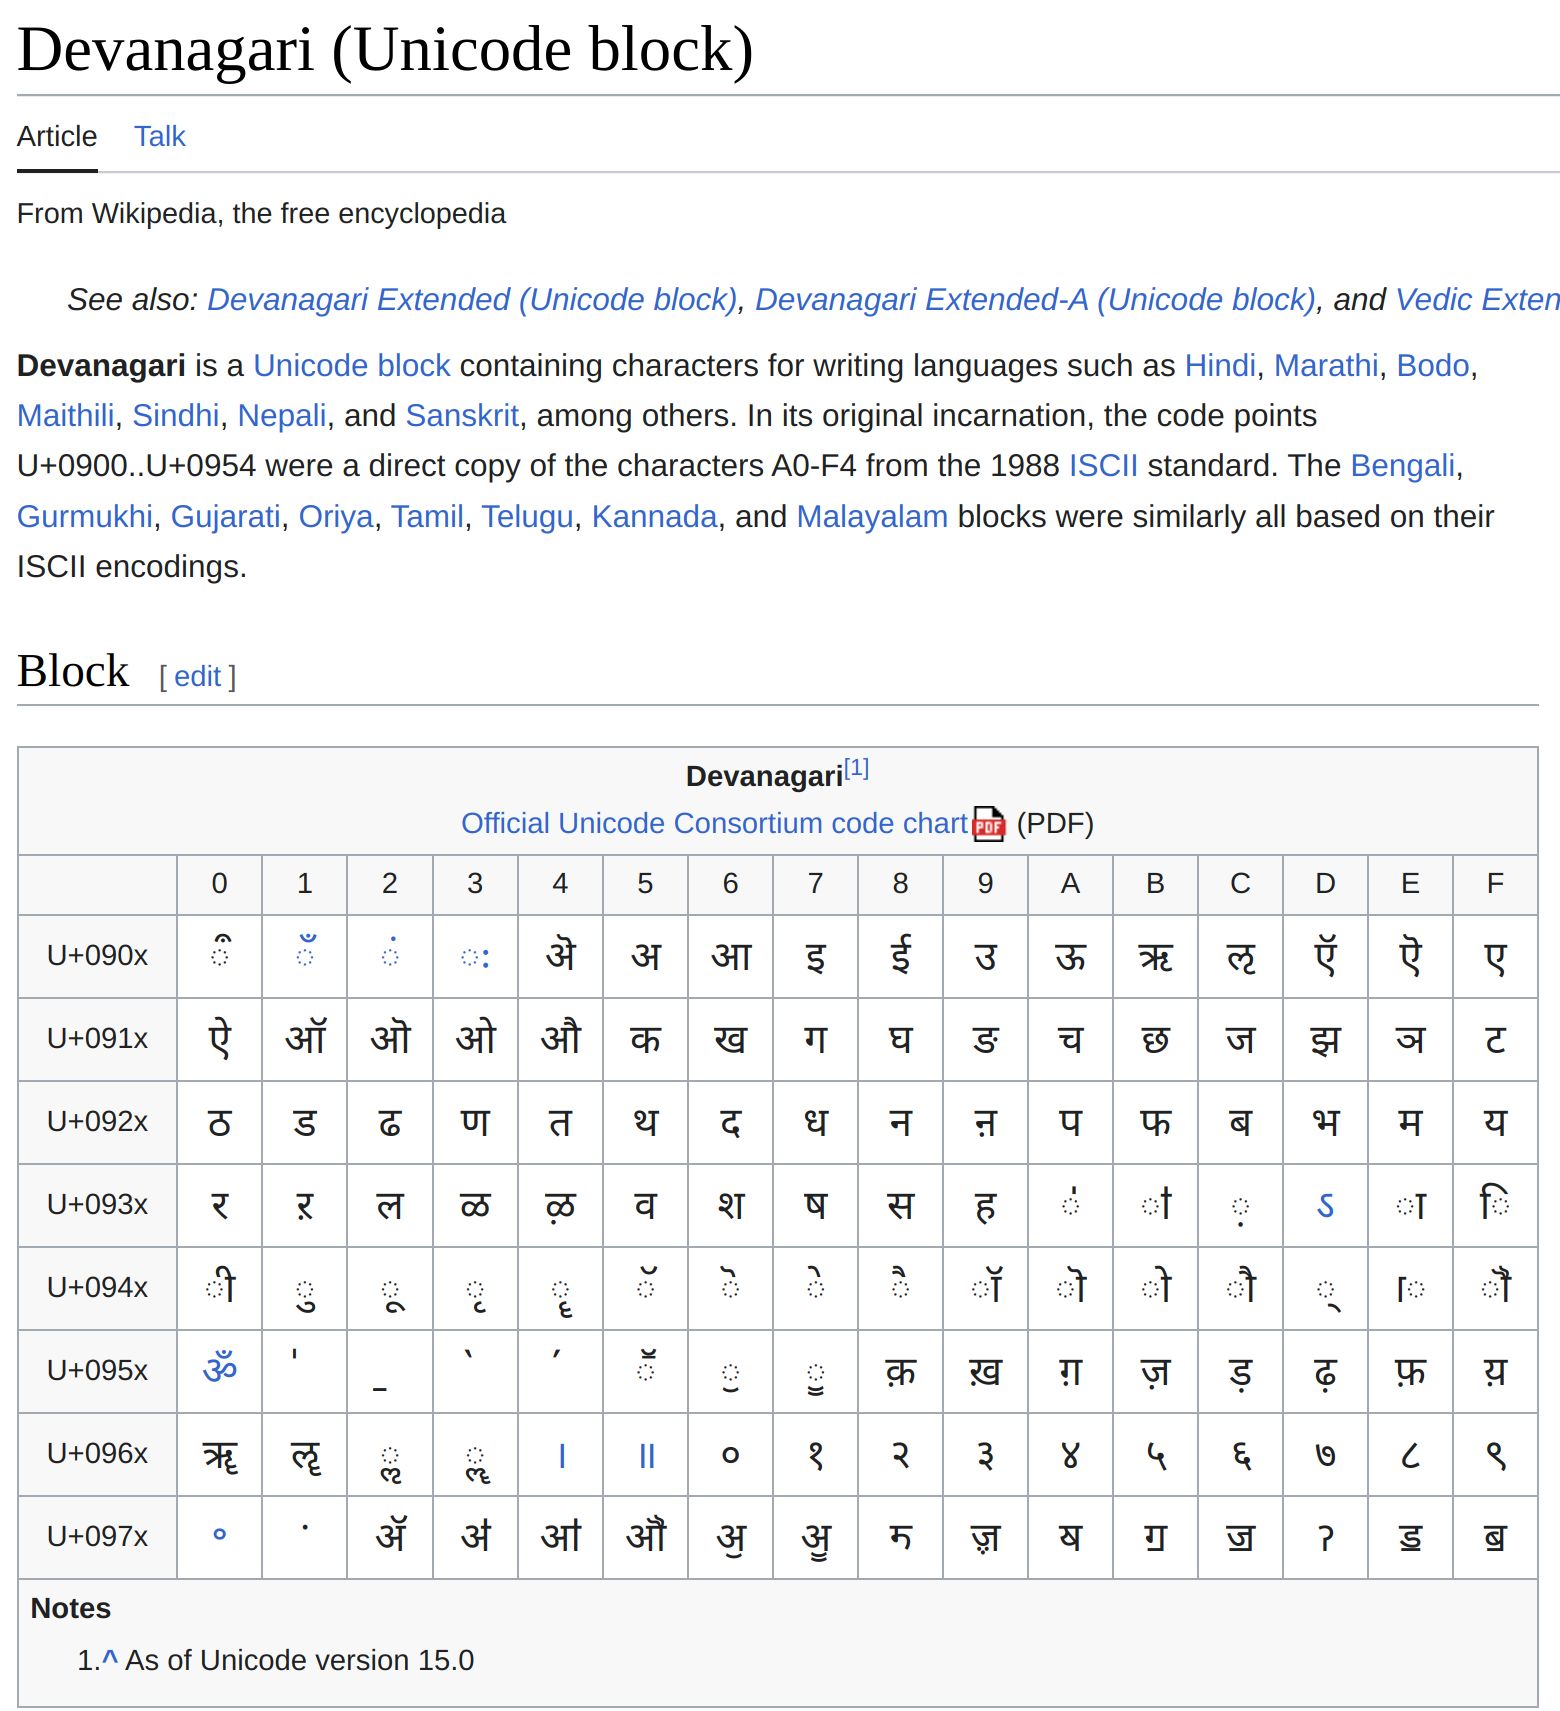 Devanagari (Unicode block)
Article Talk
From Wikipedia, the free encyclopedia
See also: Devanagari Extended (Unicode block), Devanagari Extended-A (Unicode block), and Vedic Exten
Devanagari is a Unicode block containing characters for writing languages such as Hindi, Marathi, Bodo,
Maithili, Sindhi, Nepali, and Sanskrit, among others. In its original incarnation, the code points
U+0900..U+0954 were a direct copy of the characters A0-F4 from the 1988 ISCII standard. The Bengali,
Gurmukhi, Gujarati, Oriya, Tamil, Telugu, Kannada, and Malayalam blocks were similarly all based on their
ISCII encodings.
Block [ edit ]
Devanagari[1]
Official Unicode Consortium code chart PDF (PDF)
0 1 2 3 4 5 6 7 8 9 A B C D E F
U+090x ◌ऀ ◌ँ ◌ं ◌ः ऄ अ आ इ ई उ ऊ ऋ ऌ ऍ ऎ ए
U+091x ऐ ऑ ऒ ओ औ क ख ग घ ङ च छ ज झ ञ ट
U+092x ठ ड ढ ण त थ द ध न ऩ प फ ब भ म य
U+093x र ऱ ल ळ ऴ व श ष स ह ◌ऺ ◌ऻ ◌़ ऽ ◌ा ◌ि
U+094x ◌ी ◌ु ◌ू ◌ृ ◌ॄ ◌ॅ ◌ॆ ◌े ◌ै ◌ॉ ◌ॊ ◌ो ◌ौ ◌् ◌ॎ ◌ॏ
U+095x ॐ ॑ ॒ ॓ ॔ ◌ॕ ◌ॖ ◌ॗ क़ ख़ ग़ ज़ ड़ ढ़ फ़ य़
U+096x ॠ ॡ ◌ॢ ◌ॣ । ॥ ० १ २ ३ ४ ५ ६ ७ ८ ९
U+097x ॰ ॱ ॲ ॳ ॴ ॵ ॶ ॷ ॸ ॹ ॺ ॻ ॼ ॽ ॾ ॿ
Notes
1.^ As of Unicode version 15.0